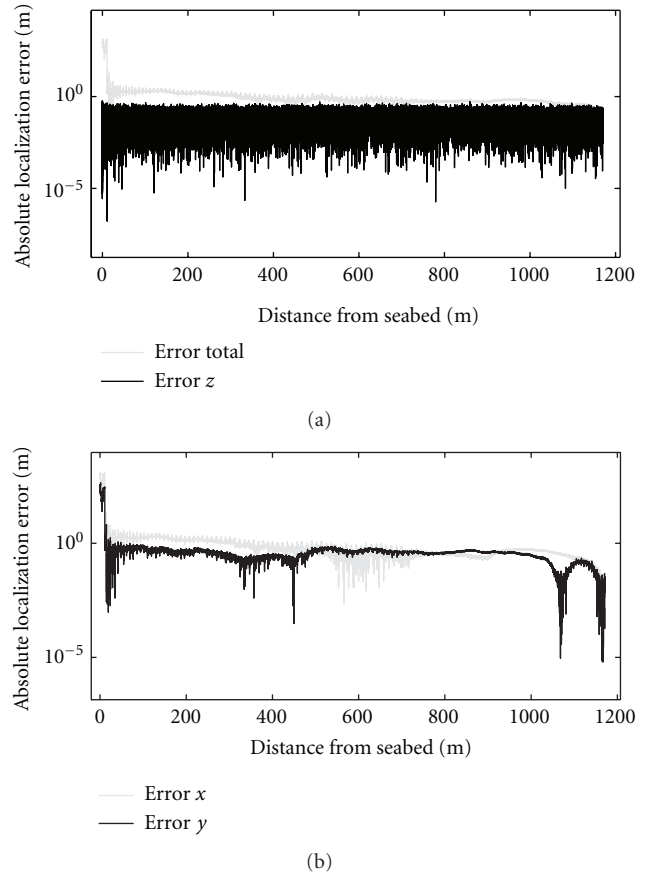 Absolute localization error (m)
10^0
10^−5
0 200 400 600 800 1000 1200
Distance from seabed (m)
Error total
Error z
(a)
Absolute localization error (m)
10^0
10^−5
0 200 400 600 800 1000 1200
Distance from seabed (m)
Error x
Error y
(b)